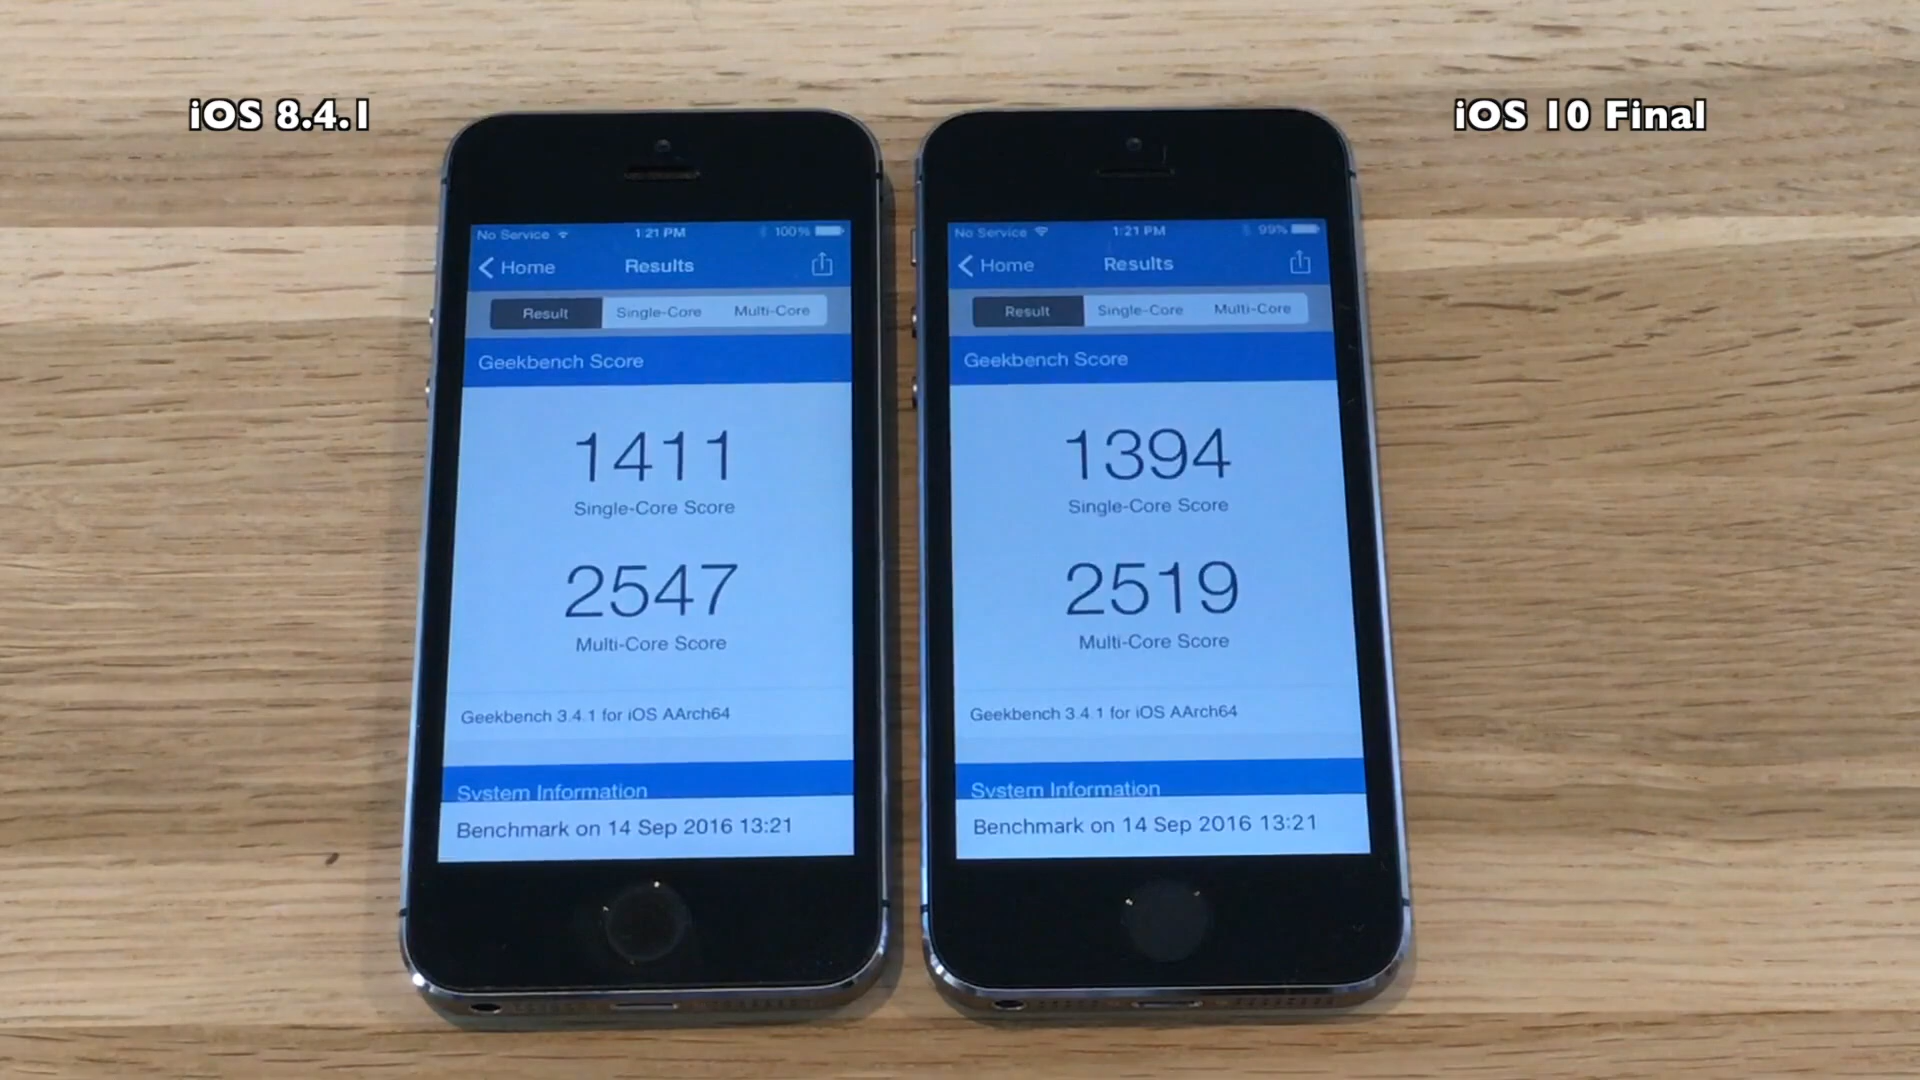 iOS 8.4.1
iOS 10 Final
No Service
1:21 PM
100%
Home
Results
Result
Single-Core
Multi-Core
Geekbench Score
1411
Single-Core Score
2547
Multi-Core Score
Geekbench 3.4.1 for iOS AArch64
System Information
Benchmark on 14 Sep 2016 13:21
No Service
1:21 PM
99%
Home
Results
Result
Single-Core
Multi-Core
Geekbench Score
1394
Single-Core Score
2519
Multi-Core Score
Geekbench 3.4.1 for iOS AArch64
System Information
Benchmark on 14 Sep 2016 13:21